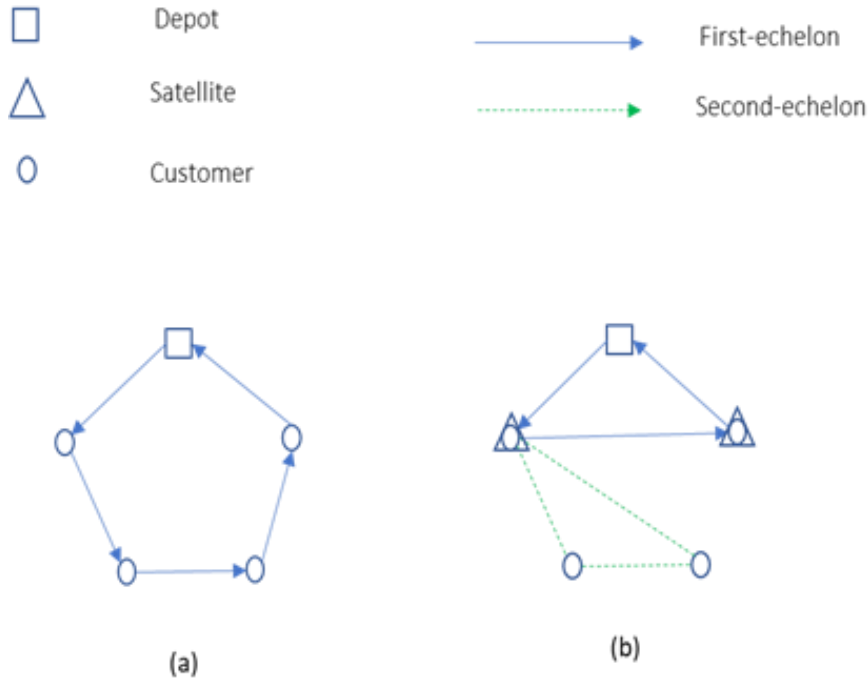 Depot
First-echelon
Satellite
Second-echelon
Customer
(a)
(b)